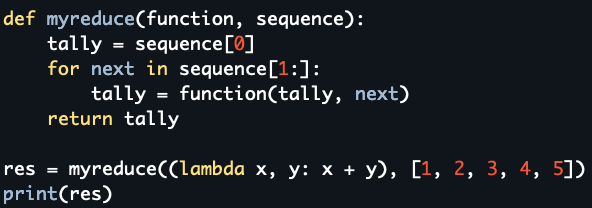 def myreduce(function, sequence):
    tally = sequence[0]
    for next in sequence[1:]:
        tally = function(tally, next)
    return tally

res = myreduce((lambda x, y: x + y), [1, 2, 3, 4, 5])
print(res)